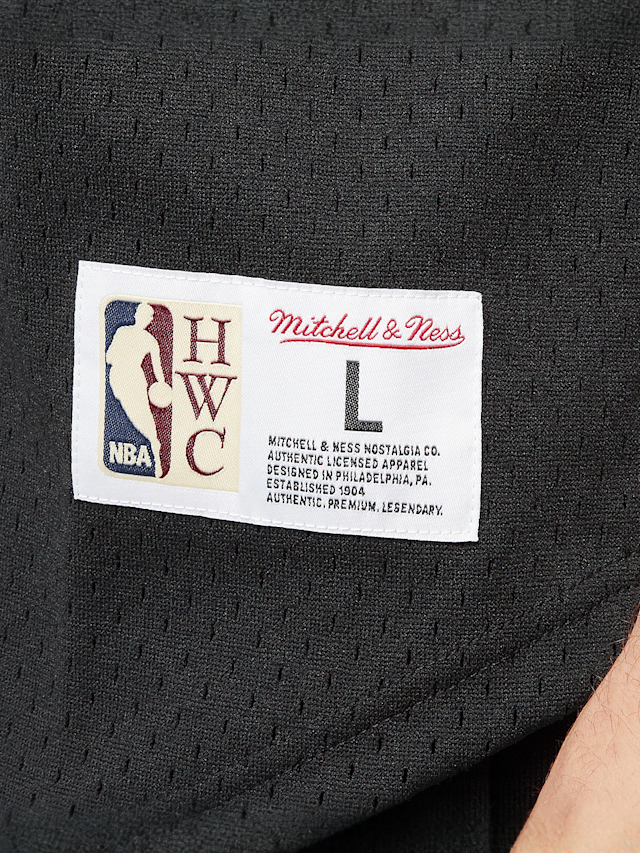 NBA
H
W
C
Mitchell & Ness
L
MITCHELL & NESS NOSTALGIA CO.
AUTHENTIC LICENSED APPAREL
DESIGNED IN PHILADELPHIA, PA.
ESTABLISHED 1904
AUTHENTIC. PREMIUM. LEGENDARY.